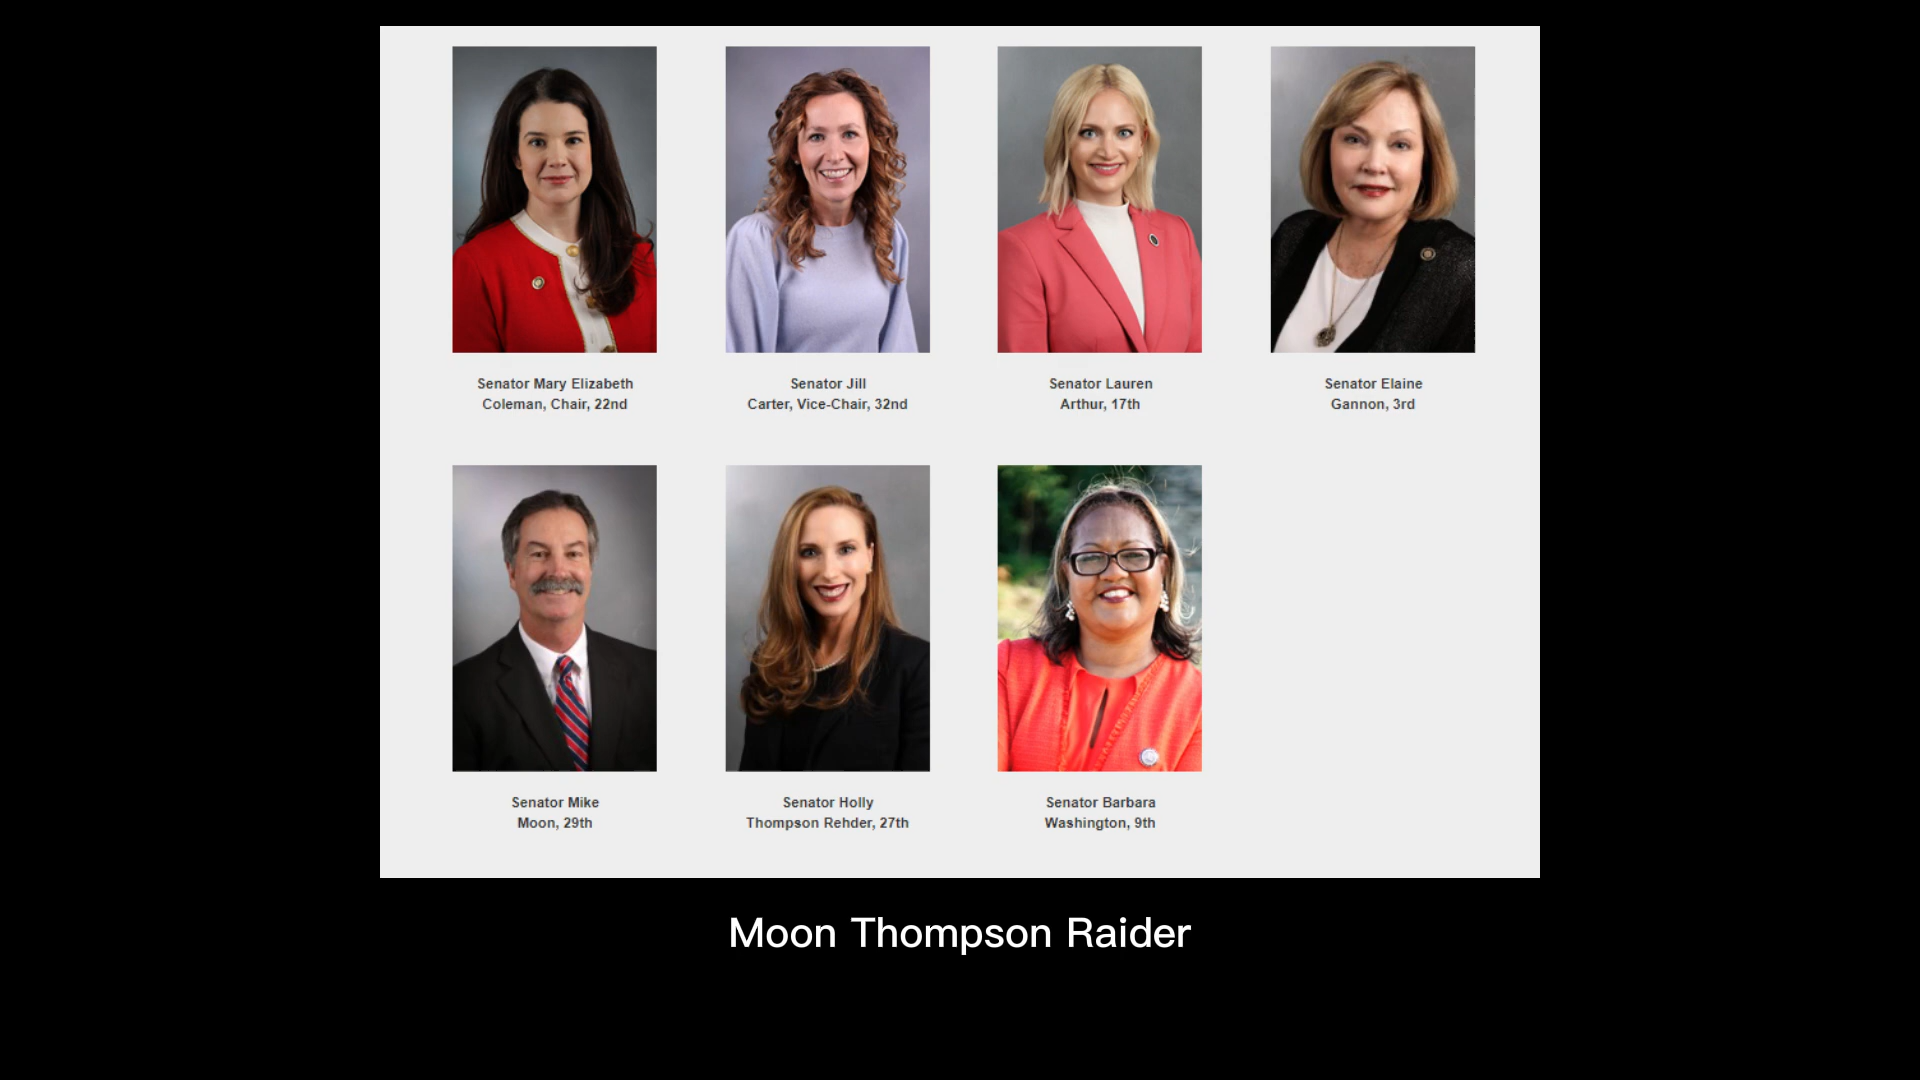 Senator Mary Elizabeth
Coleman, Chair, 22nd
Senator Jill
Carter, Vice-Chair, 32nd
Senator Lauren
Arthur, 17th
Senator Elaine
Gannon, 3rd
Senator Mike
Moon, 29th
Senator Holly
Thompson Rehder, 27th
Senator Barbara
Washington, 9th
Moon Thompson Raider